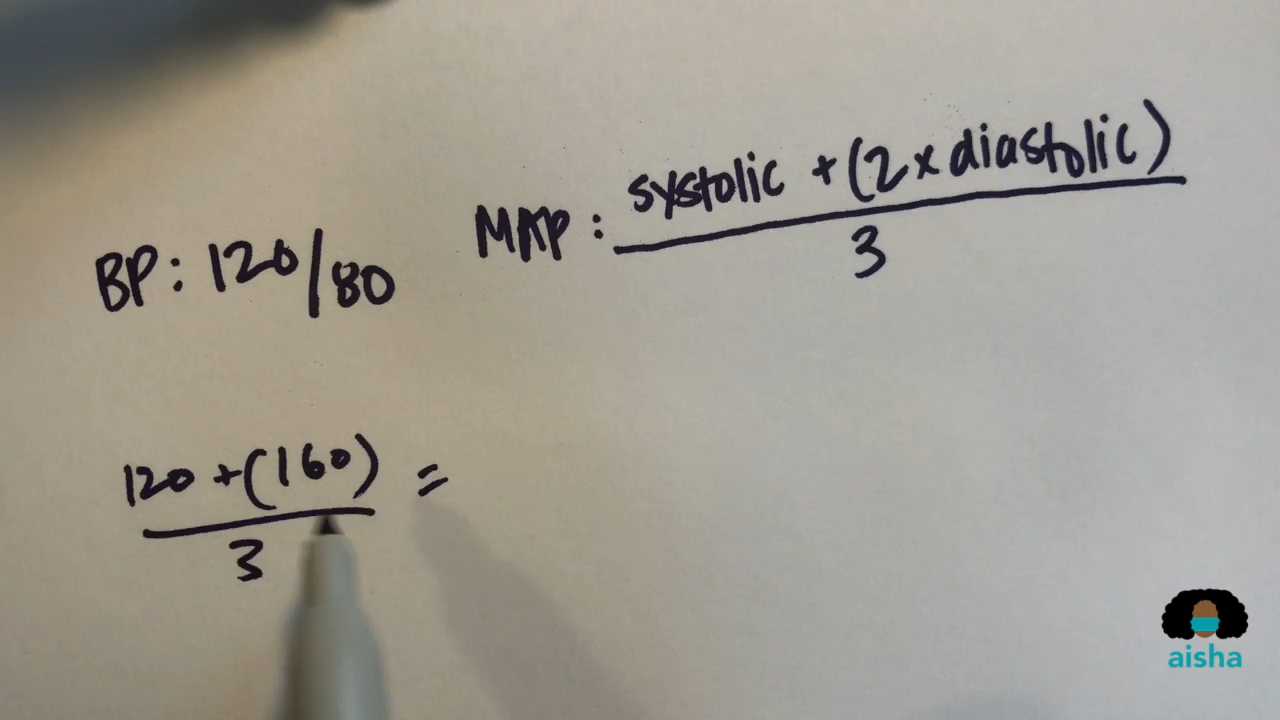 BP: 120/80
MAP: systolic + (2 x diastolic)
3
120 + (160) =
3
aisha